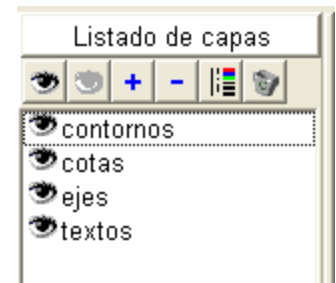 Listado de capas
+ -
contornos
cotas
ejes
textos